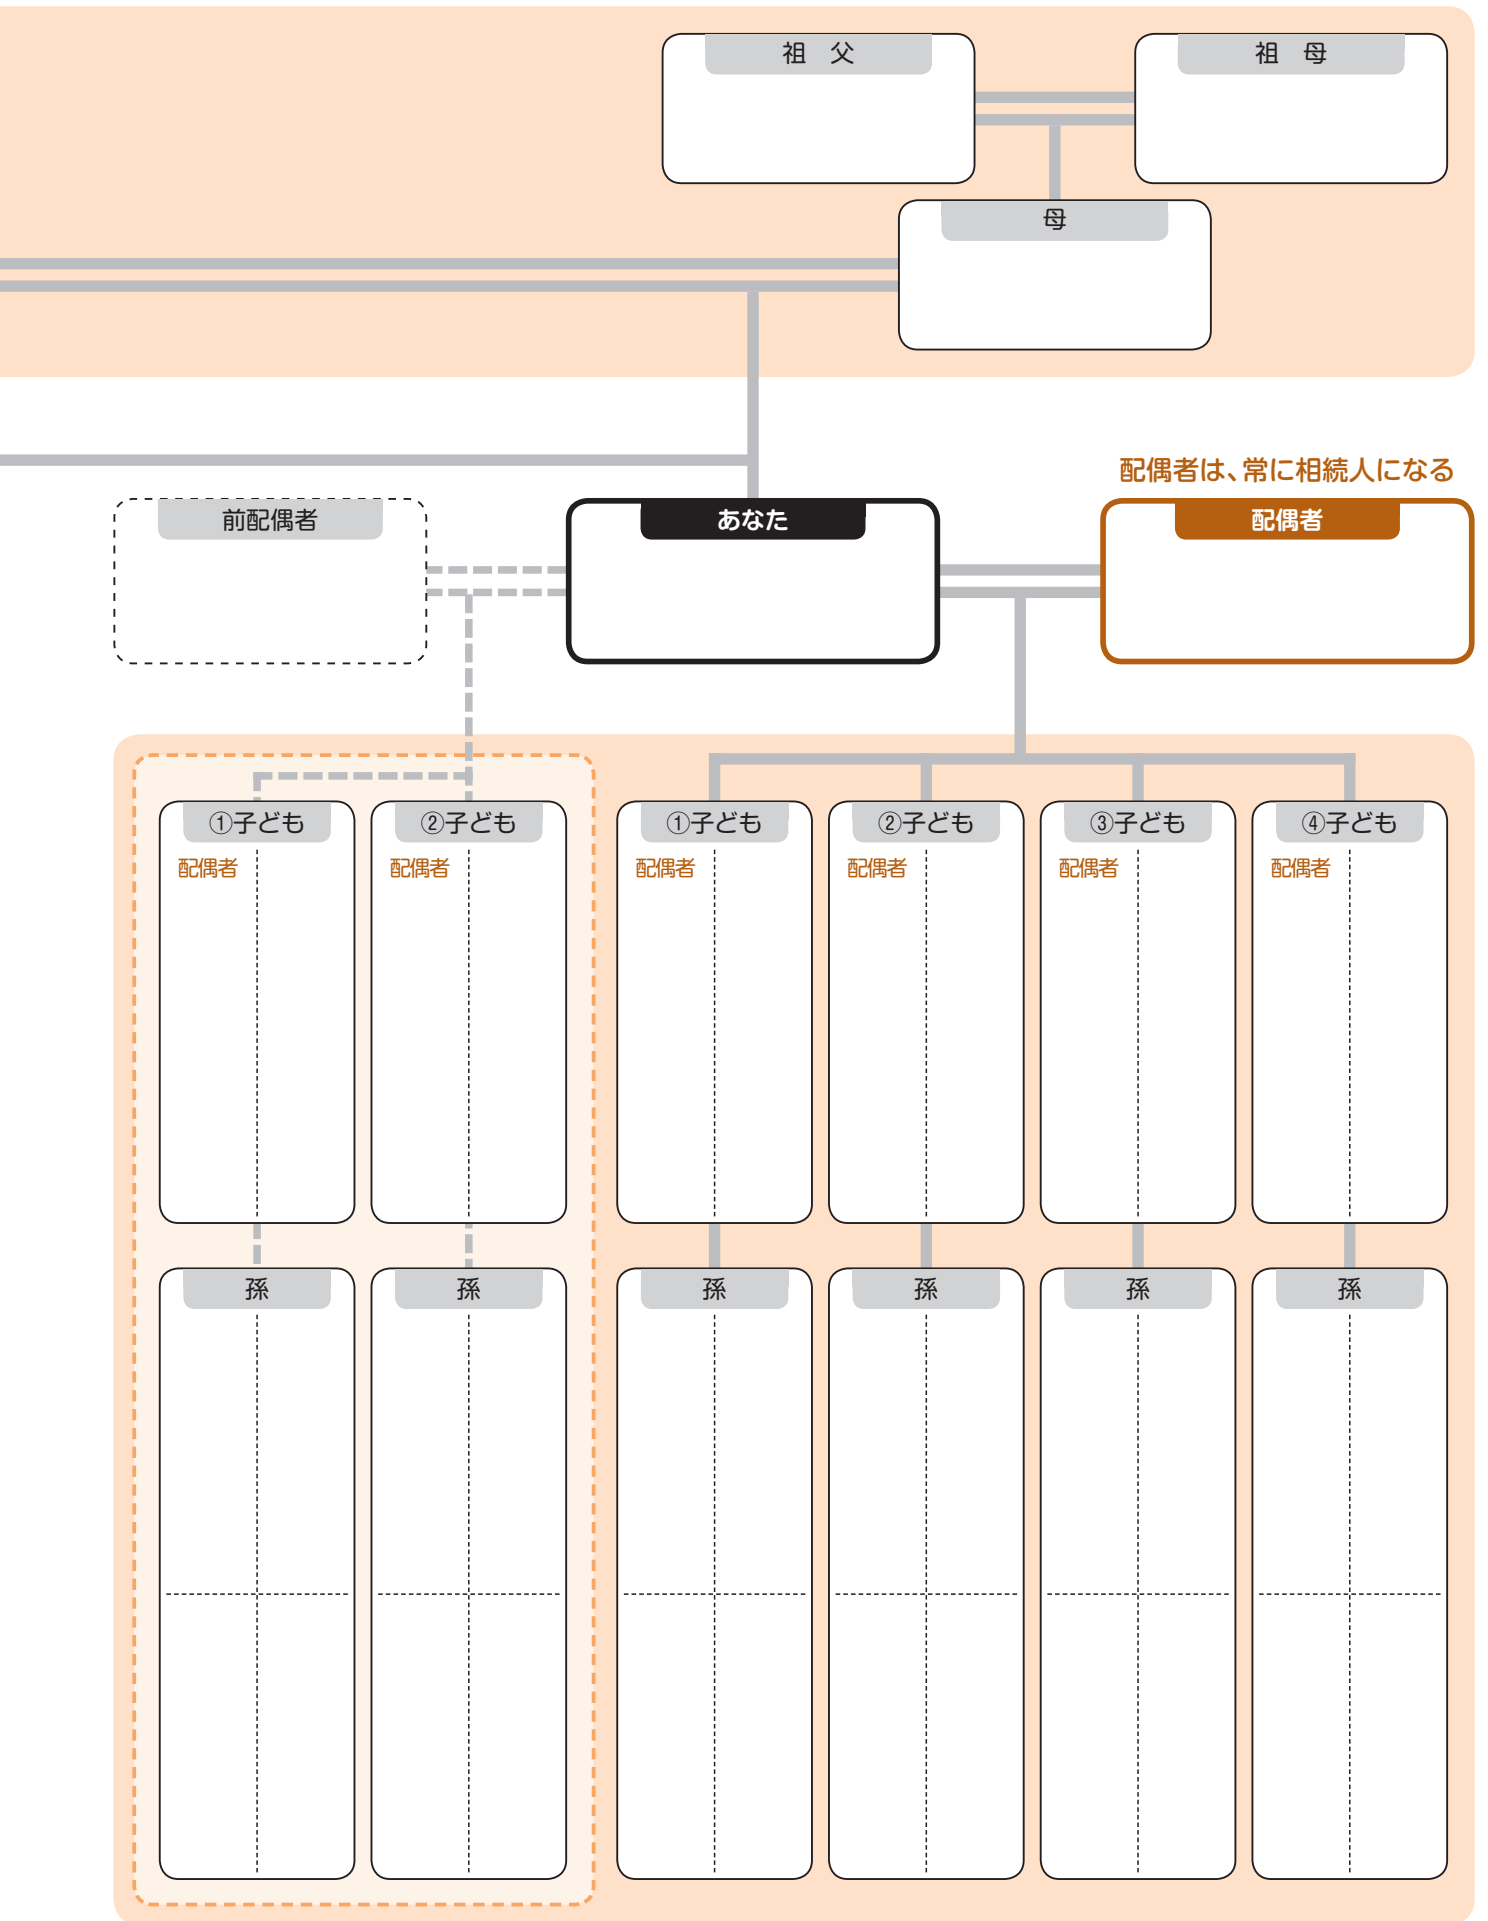 祖　父
祖　母
母
配偶者は、常に相続人になる
前配偶者
あなた
配偶者
①子ども
②子ども
①子ども
②子ども
③子ども
④子ども
配偶者
配偶者
配偶者
配偶者
配偶者
配偶者
孫
孫
孫
孫
孫
孫